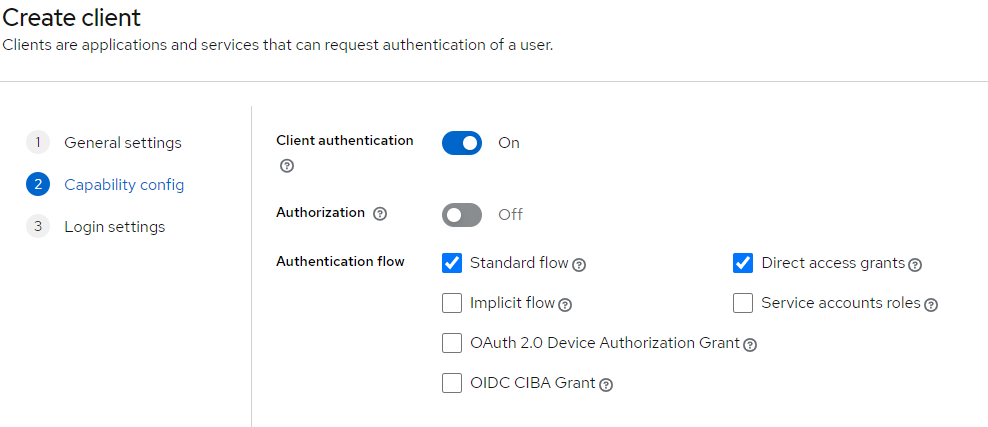 Create client
Clients are applications and services that can request authentication of a user.
1 General settings
2 Capability config
3 Login settings
Client authentication
On
Authorization
Off
Authentication flow
Standard flow
Direct access grants
Implicit flow
Service accounts roles
OAuth 2.0 Device Authorization Grant
OIDC CIBA Grant